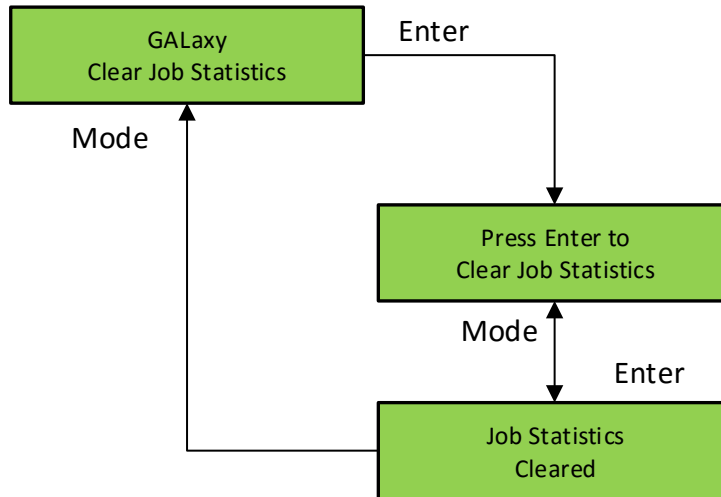 GALaxy
Clear Job Statistics
Enter
Mode
Press Enter to
Clear Job Statistics
Mode
Enter
Job Statistics
Cleared